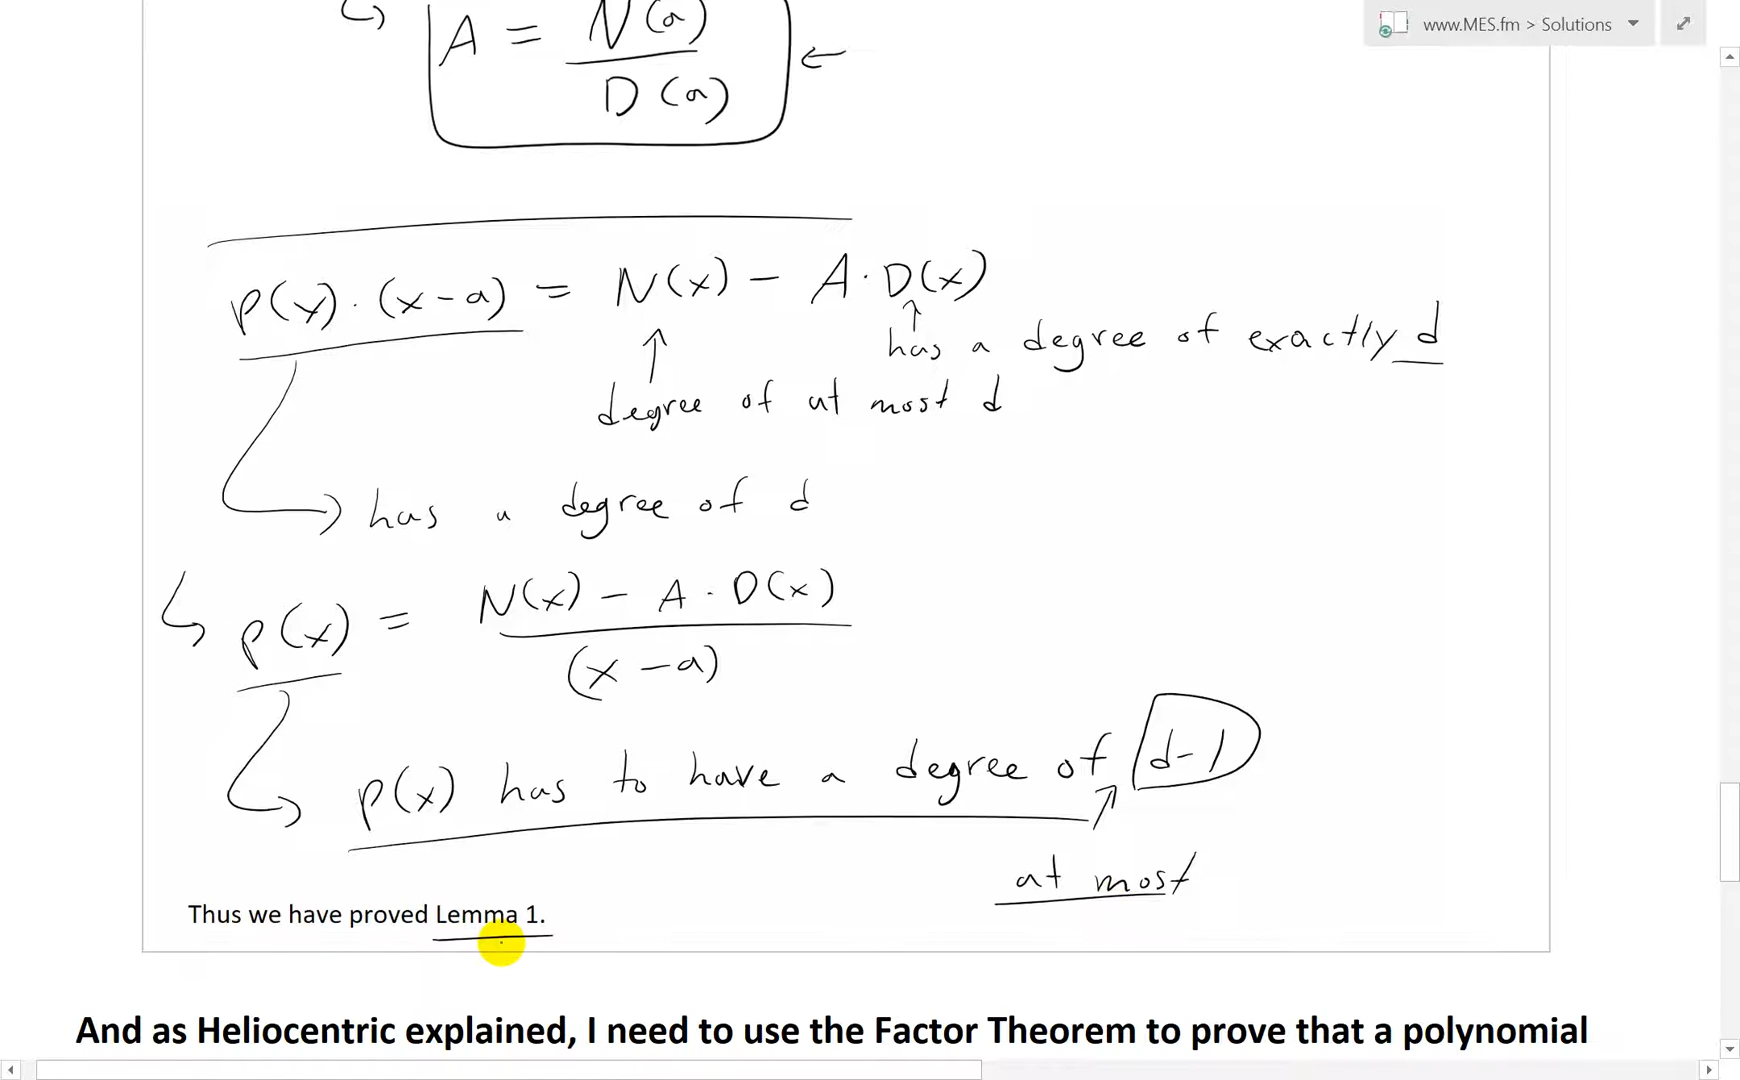 www.MES.fm > Solutions
A = N(a) / D(a)
p(x) · (x-a) = N(x) - A · D(x)
has a degree of exactly d
degree of at most d
has a degree of d
p(x) = N(x) - A · D(x) / (x-a)
p(x) has to have a degree of d-1
at most
Thus we have proved Lemma 1.
And as Heliocentric explained, I need to use the Factor Theorem to prove that a polynomial